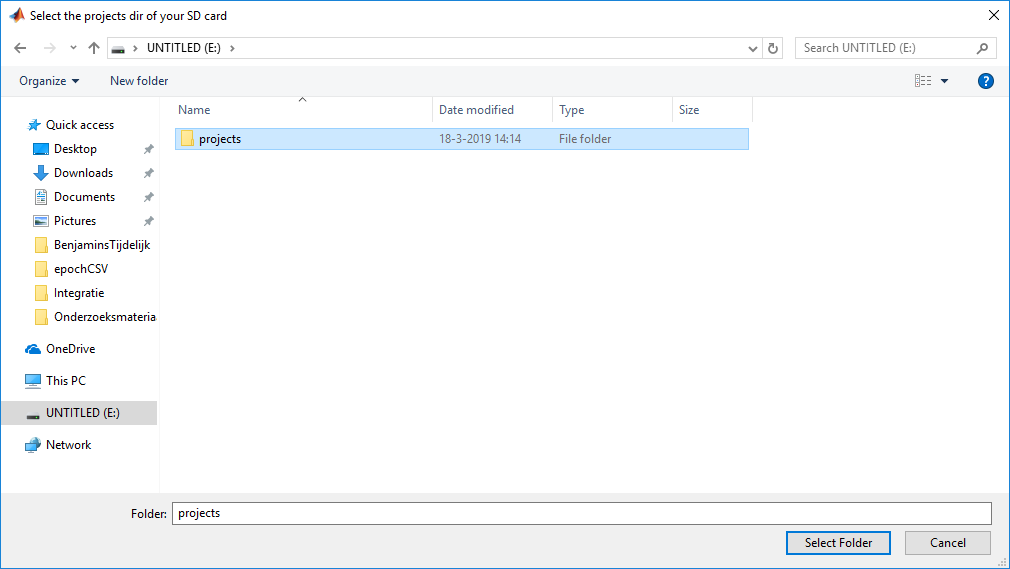 Select the projects dir of your SD card
UNTITLED (E:)
Search UNTITLED (E:)
Organize
New folder
?
Name
Date modified
Type
Size
projects
18-3-2019 14:14
File folder
Quick access
Desktop
Downloads
Documents
Pictures
BenjaminsTijdelijk
epochCSV
Integratie
Onderzoeksmateria
OneDrive
This PC
UNTITLED (E:)
Network
Folder:
projects
Select Folder
Cancel